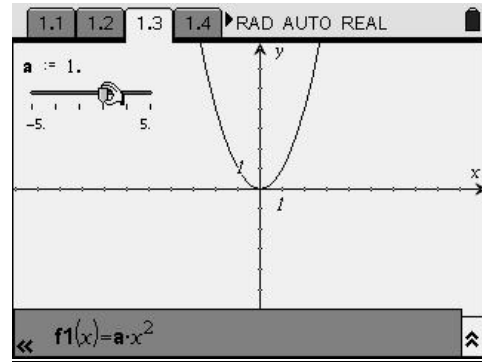 1.1 1.2 1.3 1.4 RAD AUTO REAL
a := 1.
-5. 5.
y
1
x
1
f1(x)=a·x²